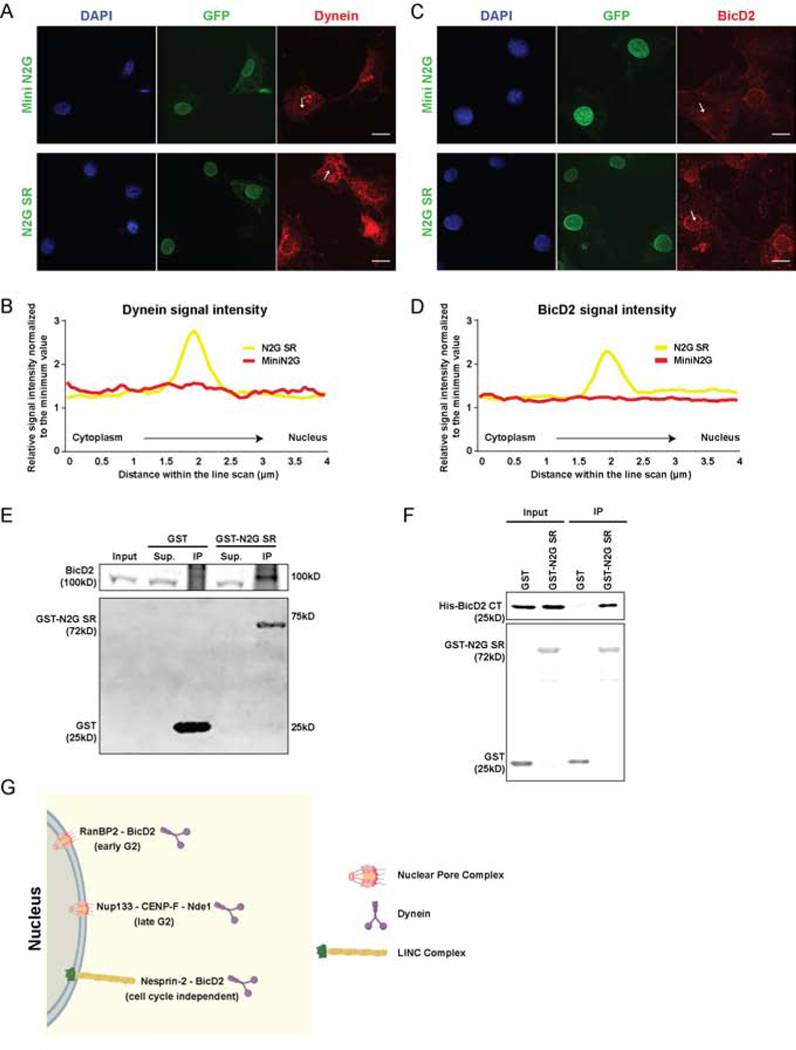 A
DAPI
GFP
Dynein
Mini N2G
N2G SR
C
DAPI
GFP
BicD2
Mini N2G
N2G SR
B
Dynein signal intensity
Relative signal intensity normalized
to the minimum value
3
2
1
0
N2G SR
MiniN2G
Cytoplasm
Nucleus
0 0.5 1 1.5 2 2.5 3 3.5 4
Distance within the line scan (μm)
D
BicD2 signal intensity
Relative signal intensity normalized
to the minimum value
3
2
1
0
N2G SR
MiniN2G
Cytoplasm
Nucleus
0 0.5 1 1.5 2 2.5 3 3.5 4
Distance within the line scan (μm)
E
GST
GST-N2G SR
Input Sup. IP Sup. IP
BicD2
(100kD)
100kD
GST-N2G SR
(72kD)
75kD
GST
(25kD)
25kD
F
Input
IP
GST
GST-N2G SR
GST
GST-N2G SR
His-BicD2 CT
(25kD)
GST-N2G SR
(72kD)
GST
(25kD)
G
Nucleus
RanBP2 - BicD2
(early G2)
Nup133 - CENP-F - Nde1
(late G2)
Nesprin-2 - BicD2
(cell cycle independent)
Nuclear Pore Complex
Dynein
LINC Complex